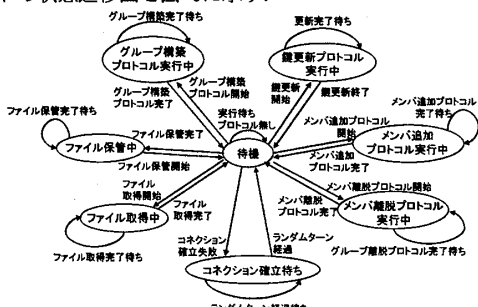 グループ構築完了待ち
更新完了待ち
グループ構築
プロトコル実行中
鍵更新プロトコル
実行中
グループ構築
プロトコル開始
グループ構築
プロトコル完了
鍵更新
開始
鍵更新終了
実行待ち
プロトコル無し
メンバ追加プロトコル
完了待ち
メンバ追加プロトコル
開始
メンバ追加
プロトコル実行中
メンバ追加
プロトコル完了
ファイル保管完了待ち
ファイル保管完了
ファイル保管中
ファイル保管開始
待機
ファイル
取得開始
ファイル
取得完了
ファイル取得中
ファイル取得完了待ち
メンバ離脱プロトコル開始
メンバ離脱
プロトコル完了
メンバ離脱プロトコル
実行中
グループ離脱プロトコル完了待ち
コネクション
確立失敗
ランダムターン
経過
コネクション確立待ち